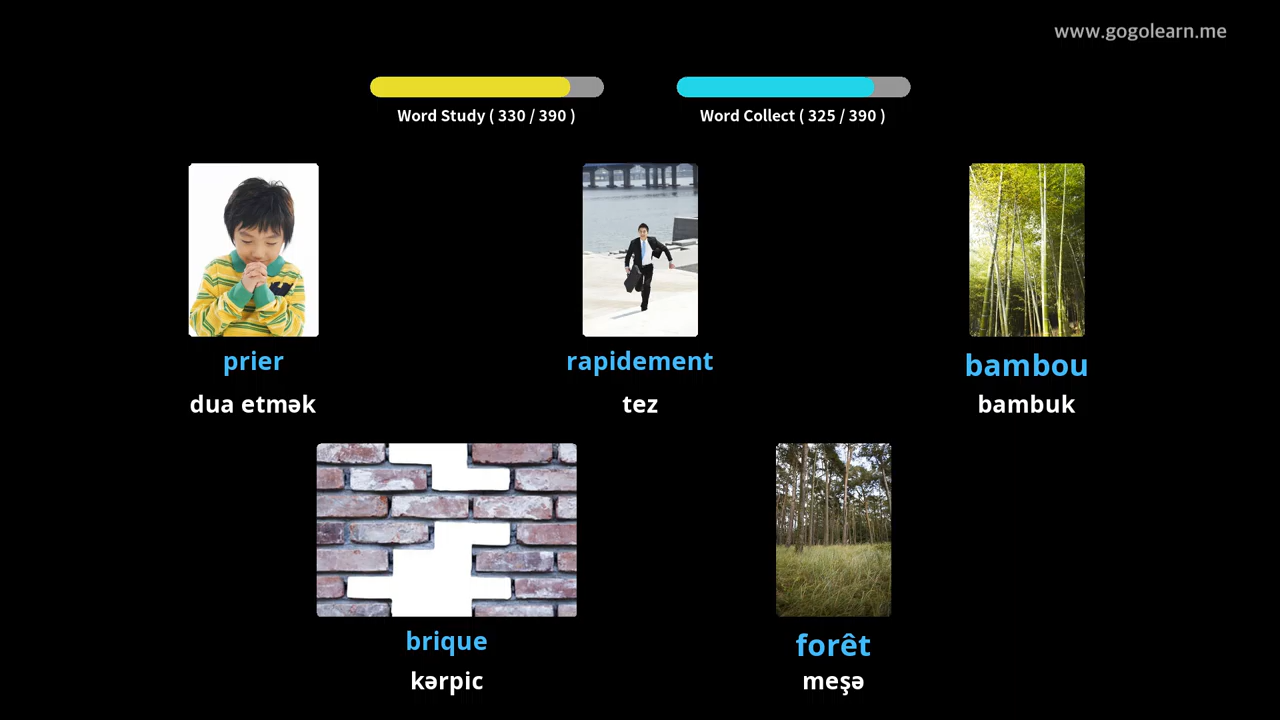 www.gogolearn.me
Word Study ( 330 / 390 )
Word Collect ( 325 / 390 )
prier
dua etmək
rapidement
tez
bambou
bambuk
brique
kərpic
forêt
meşə